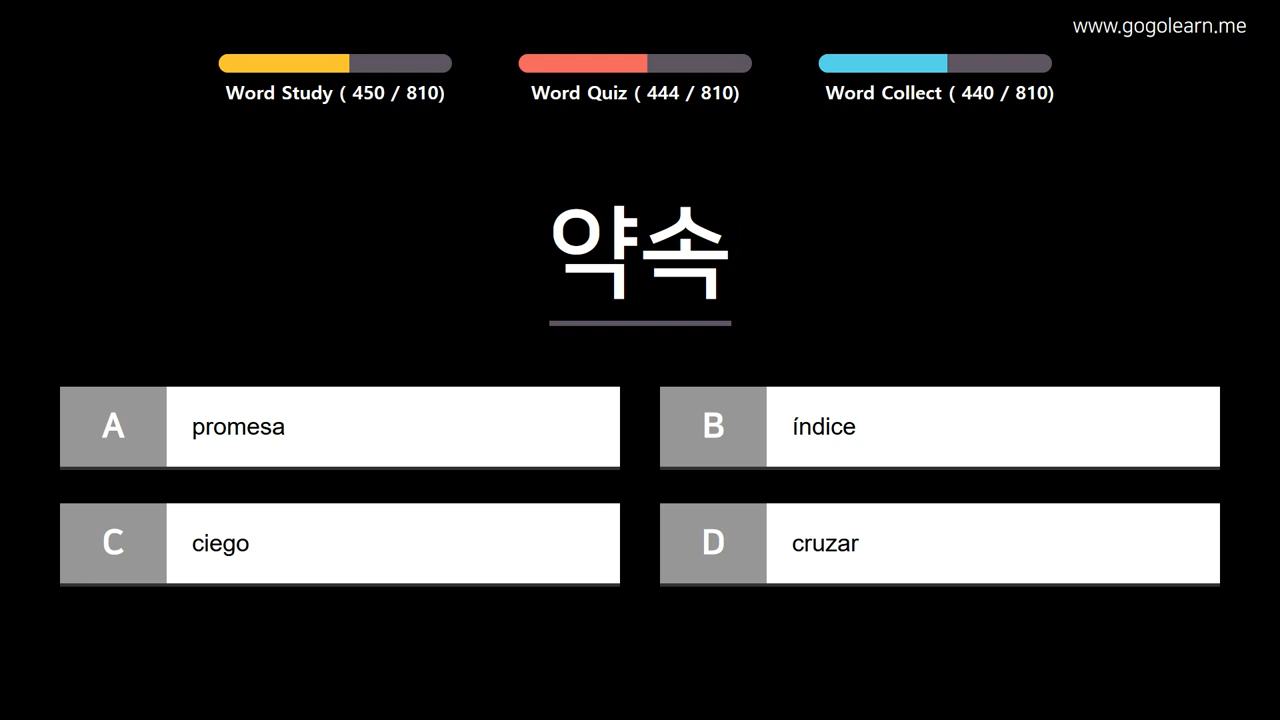 www.gogolearn.me
Word Study ( 450 / 810)
Word Quiz ( 444 / 810)
Word Collect ( 440 / 810)
약속
A promesa
B índice
C ciego
D cruzar